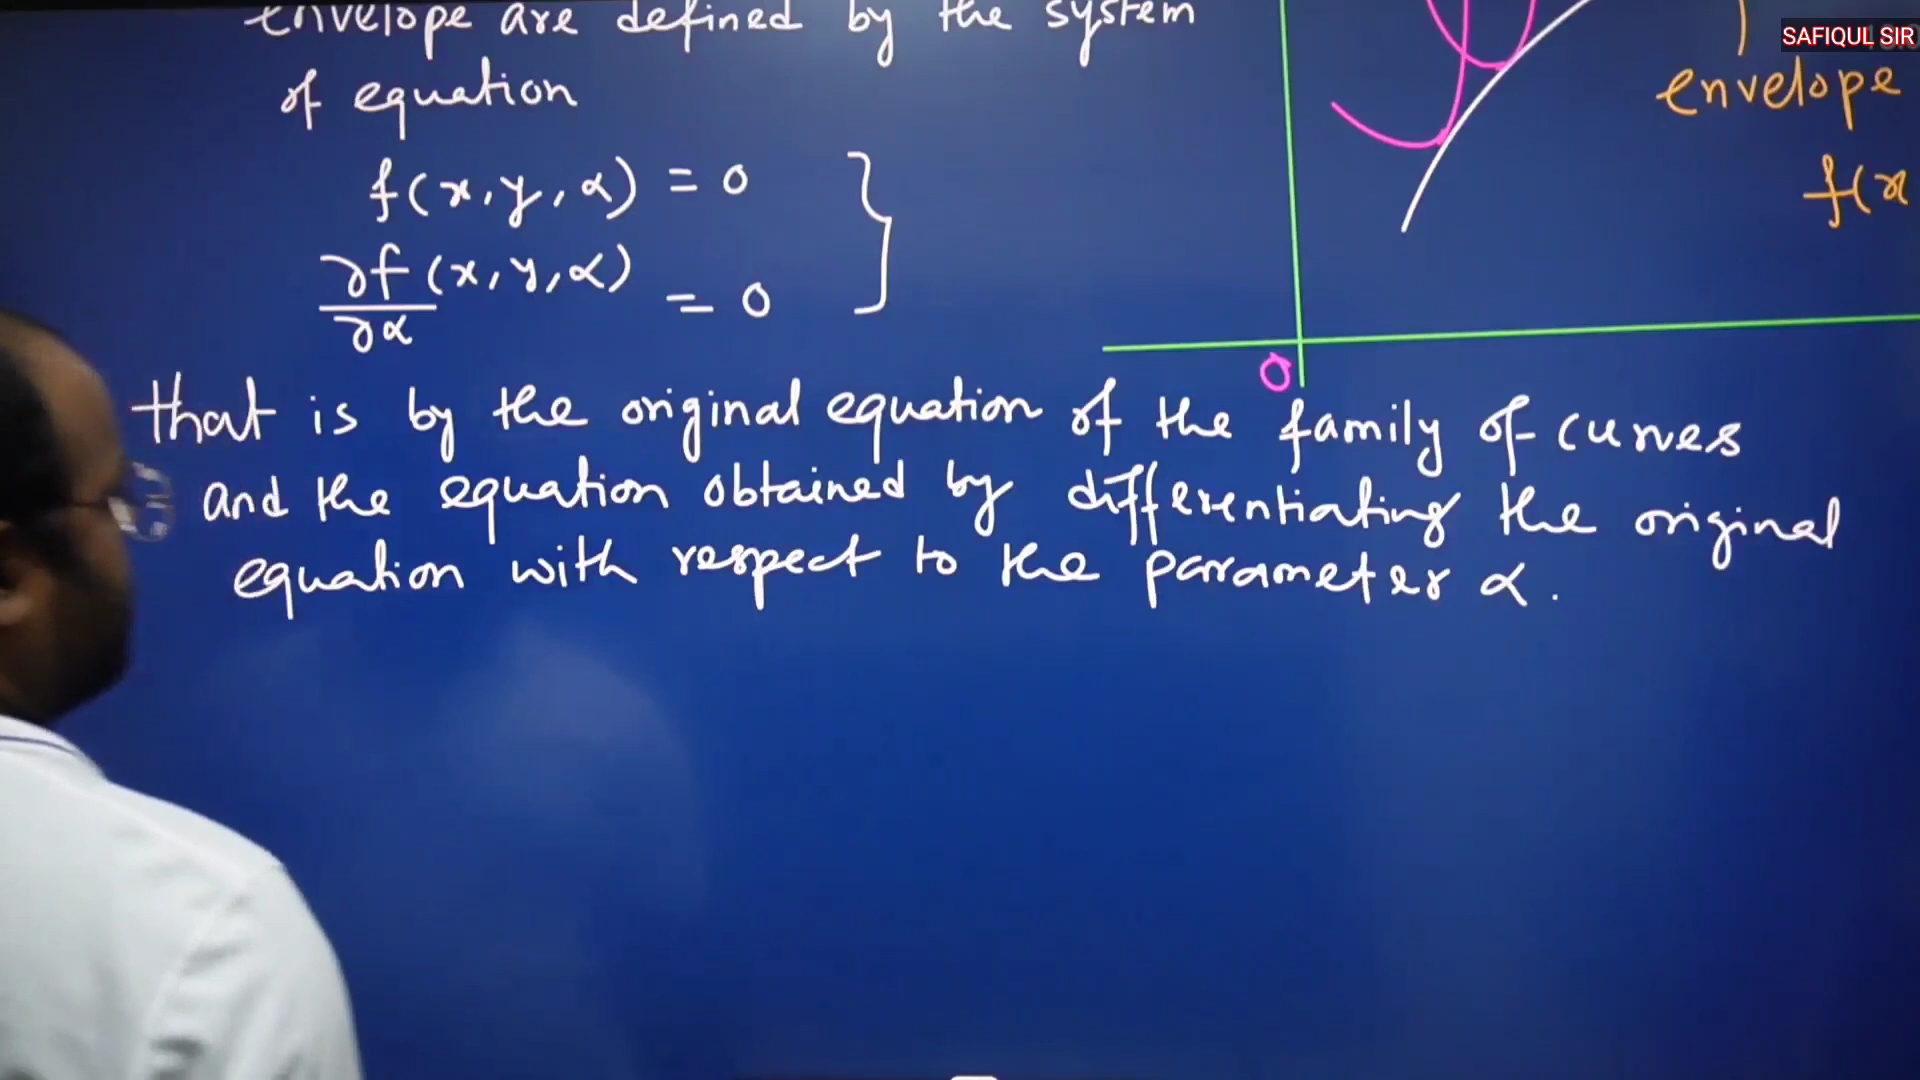 envelope are defined by the system
of equation
f(x, y, α) = 0
∂f (x, y, α)
∂α = 0
that is by the original equation of the family of curves
and the equation obtained by differentiating the original
equation with respect to the parameter α.
O
envelope
f(x
SAFIQUL SIR